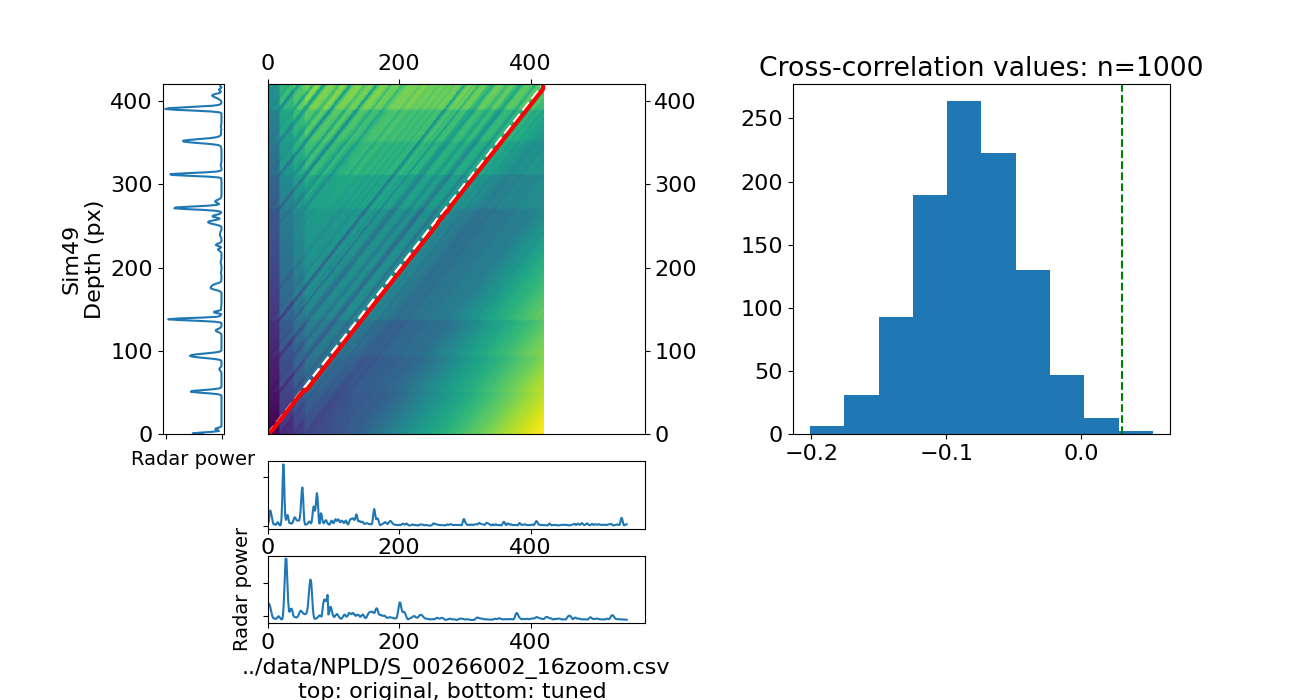 0 200 400
Cross-correlation values: n=1000
400
300
200
100
0
Sim49
Depth (px)
Radar power
400
300
200
100
0
250
200
150
100
50
0
−0.2 −0.1 0.0
0 200 400
Radar power
0 200 400
../data/NPLD/S_00266002_16zoom.csv
top: original, bottom: tuned